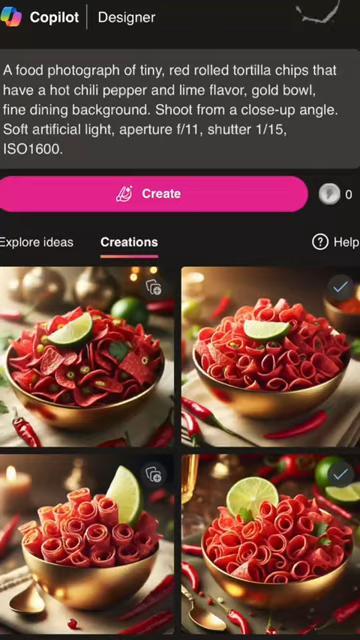 Copilot | Designer
A food photograph of tiny, red rolled tortilla chips that
have a hot chili pepper and lime flavor, gold bowl,
fine dining background. Shoot from a close-up angle.
Soft artificial light, aperture f/11, shutter 1/15,
ISO1600.
Create
0
Explore ideas Creations Help